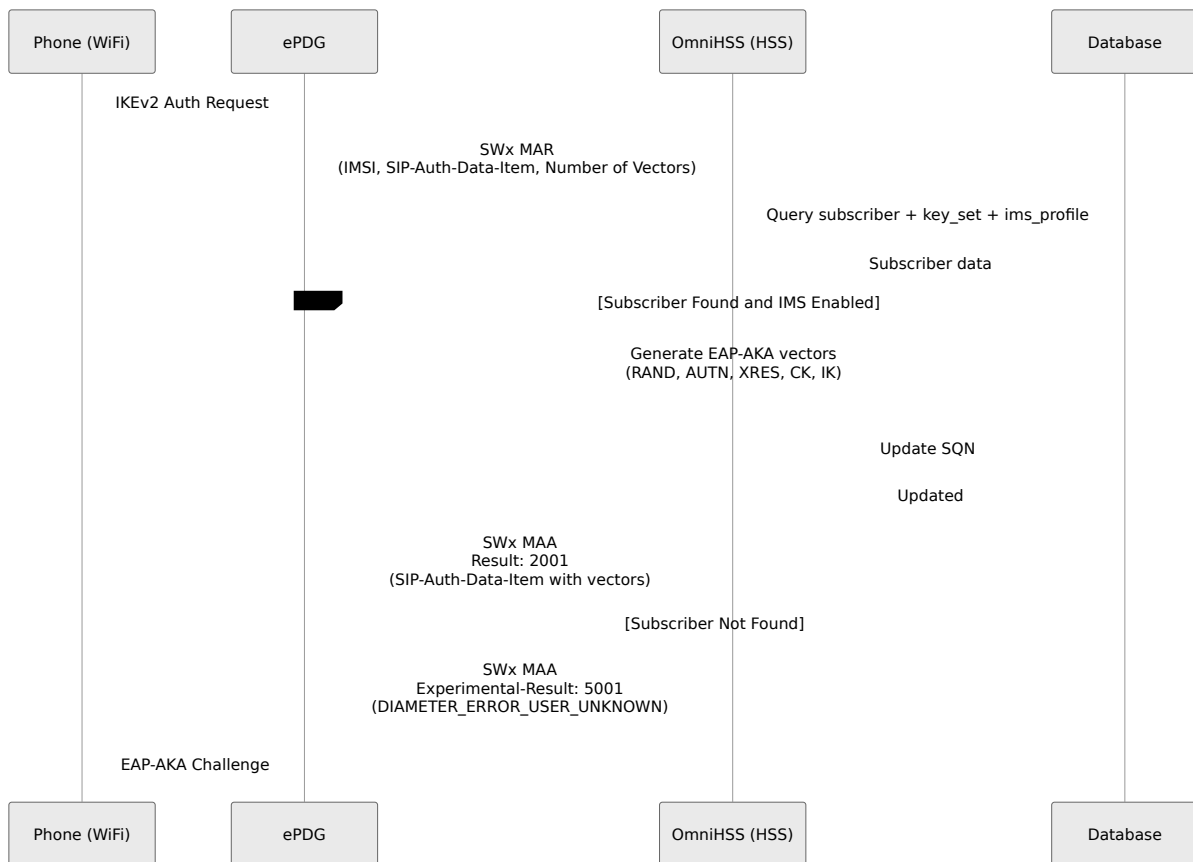 Phone (WiFi)
ePDG
OmniHSS (HSS)
Database
IKEv2 Auth Request
SWx MAR
(IMSI, SIP-Auth-Data-Item, Number of Vectors)
Query subscriber + key_set + ims_profile
Subscriber data
[Subscriber Found and IMS Enabled]
Generate EAP-AKA vectors
(RAND, AUTN, XRES, CK, IK)
Update SQN
Updated
SWx MAA
Result: 2001
(SIP-Auth-Data-Item with vectors)
[Subscriber Not Found]
SWx MAA
Experimental-Result: 5001
(DIAMETER_ERROR_USER_UNKNOWN)
EAP-AKA Challenge
Phone (WiFi)
ePDG
OmniHSS (HSS)
Database